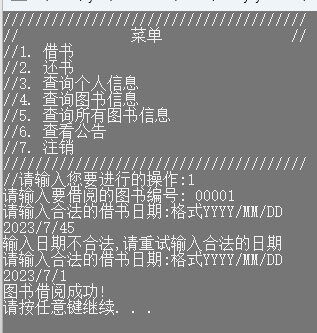 //////////////////////////////////////
// 菜单 //
//1. 借书
//2. 还书
//3. 查询个人信息
//4. 查询图书信息
//5. 查询所有图书信息
//6. 查看公告
//7. 注销
//////////////////////////////////////
//请输入您要进行的操作:1
请输入要借阅的图书编号: 00001
请输入合法的借书日期:格式YYYY/MM/DD
2023/7/45
输入日期不合法,请重试输入合法的日期
请输入合法的借书日期:格式YYYY/MM/DD
2023/7/1
图书借阅成功!
请按任意键继续. . .